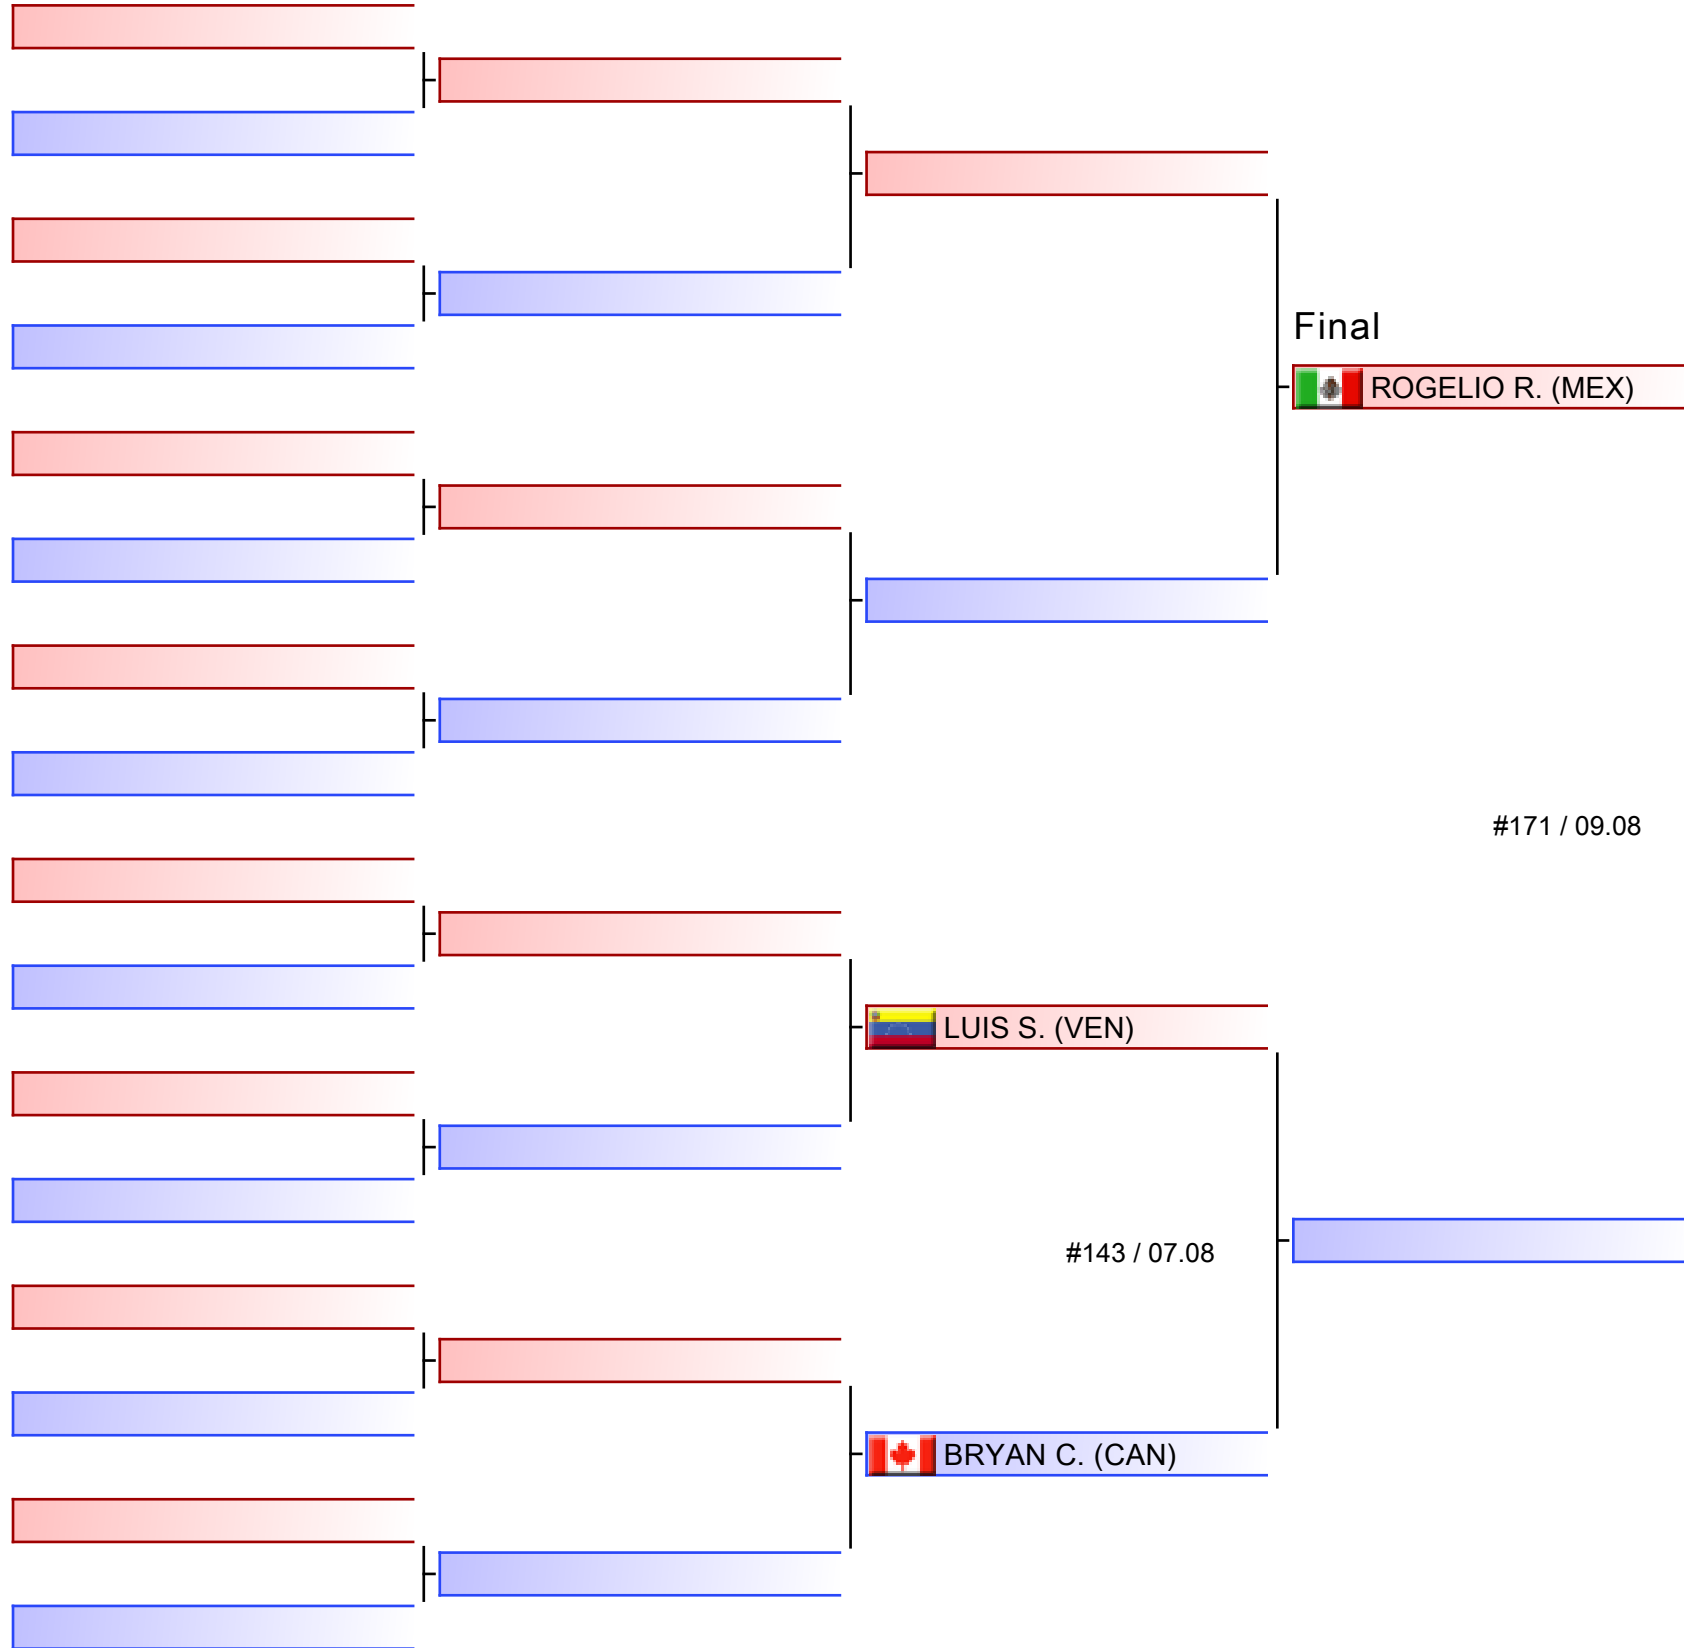 Final
ROGELIO R. (MEX)
#171 / 09.08
LUIS S. (VEN)
#143 / 07.08
BRYAN C. (CAN)